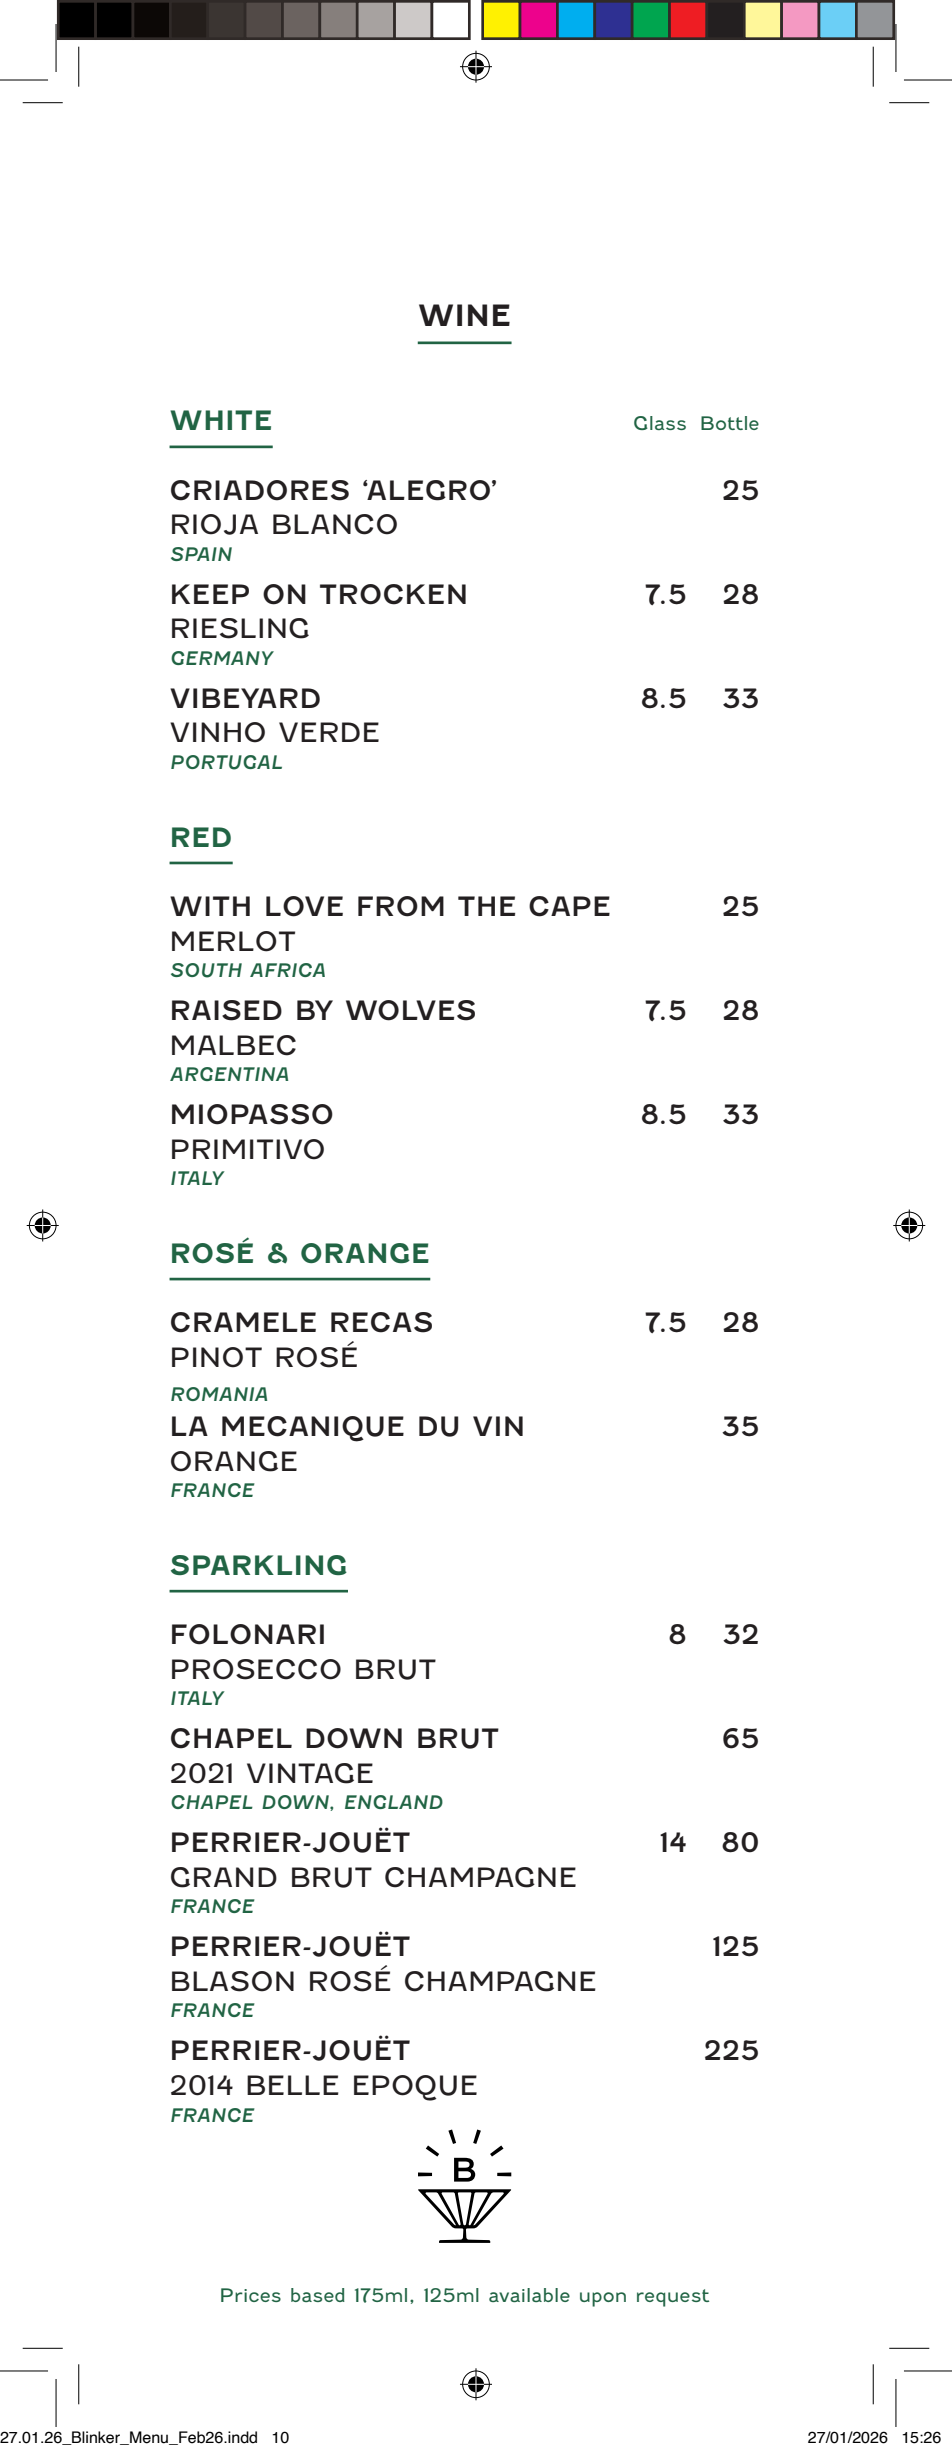 WINE
WHITE Glass Bottle
CRIADORES ‘ALEGRO’ 25
RIOJA BLANCO
SPAIN
KEEP ON TROCKEN 7.5 28
RIESLING
GERMANY
VIBEYARD 8.5 33
VINHO VERDE
PORTUGAL
RED
WITH LOVE FROM THE CAPE 25
MERLOT
SOUTH AFRICA
RAISED BY WOLVES 7.5 28
MALBEC
ARGENTINA
MIOPASSO 8.5 33
PRIMITIVO
ITALY
ROSÉ & ORANGE
CRAMELE RECAS 7.5 28
PINOT ROSÉ
ROMANIA
LA MECANIQUE DU VIN 35
ORANGE
FRANCE
SPARKLING
FOLONARI 8 32
PROSECCO BRUT
ITALY
CHAPEL DOWN BRUT 65
2021 VINTAGE
CHAPEL DOWN, ENGLAND
PERRIER-JOUËT 14 80
GRAND BRUT CHAMPAGNE
FRANCE
PERRIER-JOUËT 125
BLASON ROSÉ CHAMPAGNE
FRANCE
PERRIER-JOUËT 225
2014 BELLE EPOQUE
FRANCE
B
Prices based 175ml, 125ml available upon request
27.01.26_Blinker_Menu_Feb26.indd 10 27/01/2026 15:26